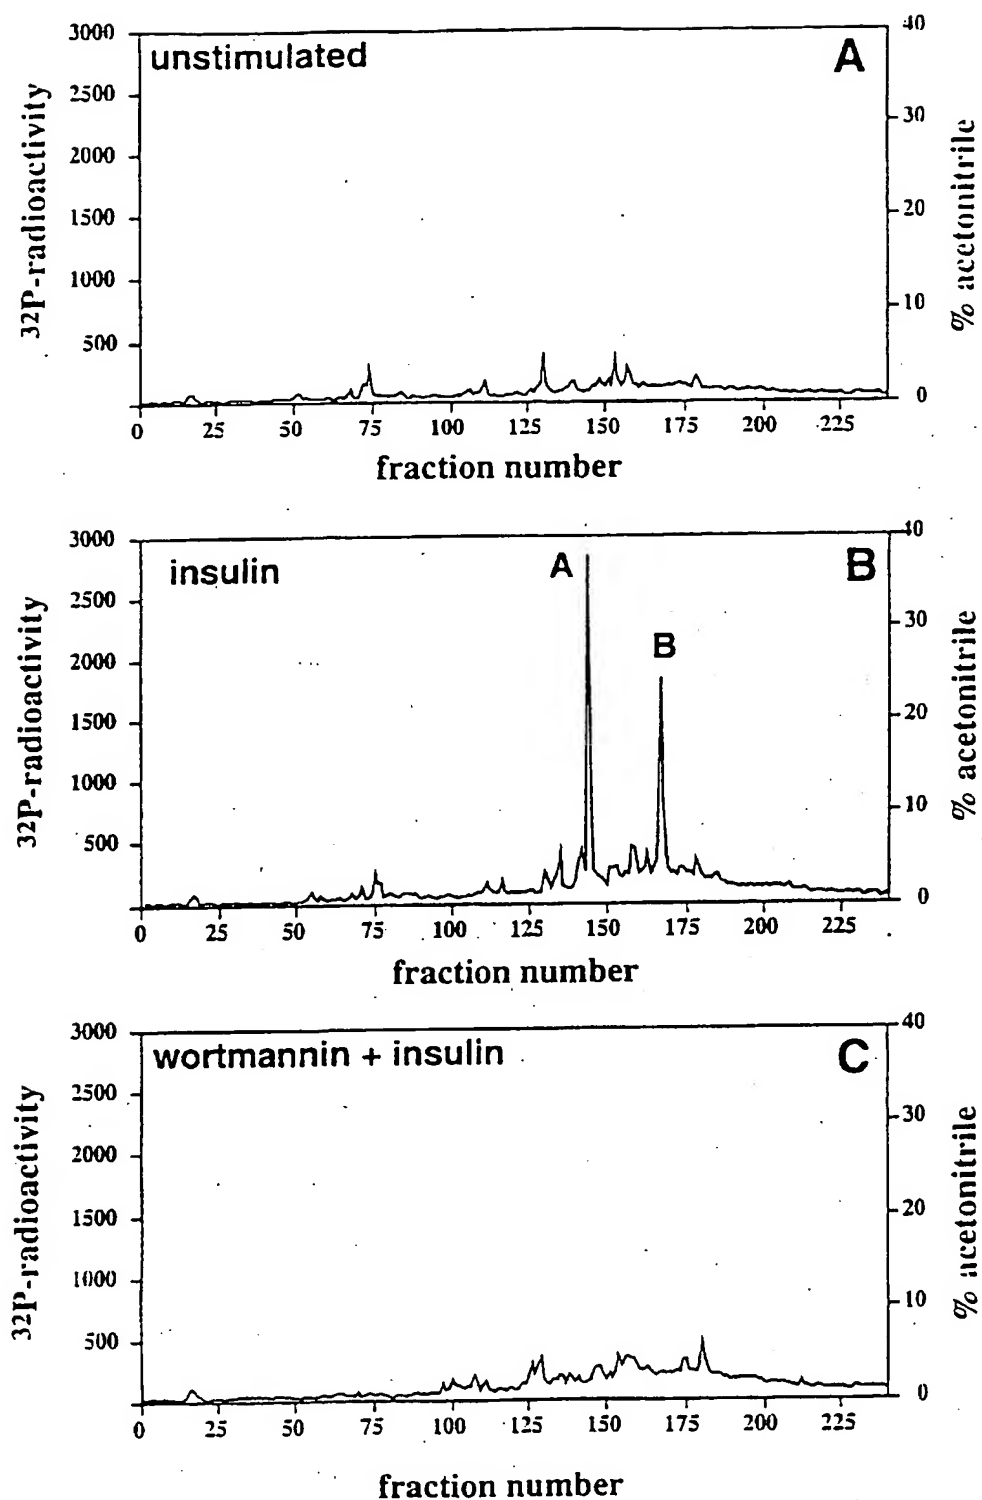 unstimulated
A
32P-radioactivity
3000
2500
2000
1500
1000
500
40
30
20
10
0
% acetonitrile
0 25 50 75 100 125 150 175 200 225
fraction number
insulin
A
B
B
32P-radioactivity
3000
2500
2000
1500
1000
500
40
30
20
10
0
% acetonitrile
0 25 50 75 100 125 150 175 200 225
fraction number
wortmannin + insulin
C
32P-radioactivity
3000
2500
2000
1500
1000
500
40
30
20
10
0
% acetonitrile
0 25 50 75 100 125 150 175 200 225
fraction number